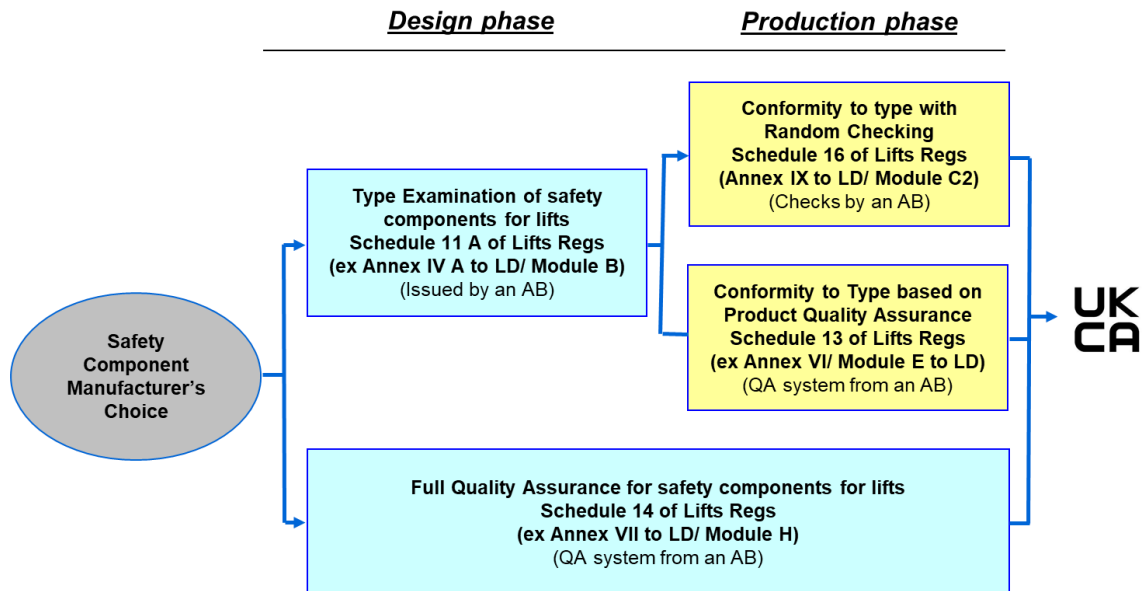 Design phase
Production phase
Conformity to type with
Random Checking
Schedule 16 of Lifts Regs
(Annex IX to LD/ Module C2)
(Checks by an AB)
Type Examination of safety
components for lifts
Schedule 11 A of Lifts Regs
(ex Annex IV A to LD/ Module B)
(Issued by an AB)
Conformity to Type based on
Product Quality Assurance
Schedule 13 of Lifts Regs
(ex Annex VI/ Module E to LD)
(QA system from an AB)
Safety
Component
Manufacturer’s
Choice
Full Quality Assurance for safety components for lifts
Schedule 14 of Lifts Regs
(ex Annex VII to LD/ Module H)
(QA system from an AB)
UK
CA